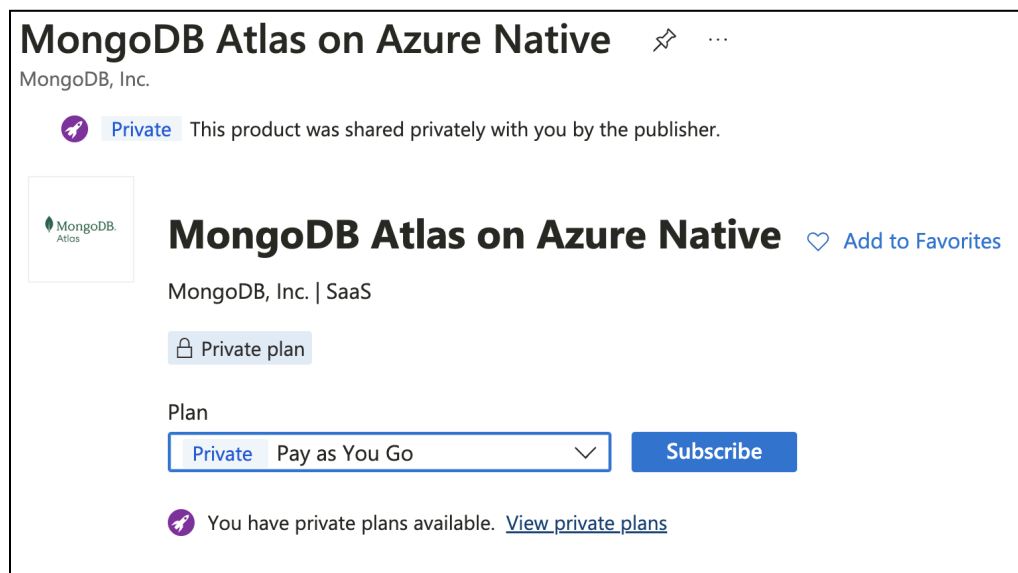 MongoDB Atlas on Azure Native
MongoDB, Inc.
Private This product was shared privately with you by the publisher.
MongoDB.
Atlas
MongoDB Atlas on Azure Native
Add to Favorites
MongoDB, Inc. | SaaS
Private plan
Plan
Private Pay as You Go
Subscribe
You have private plans available. View private plans